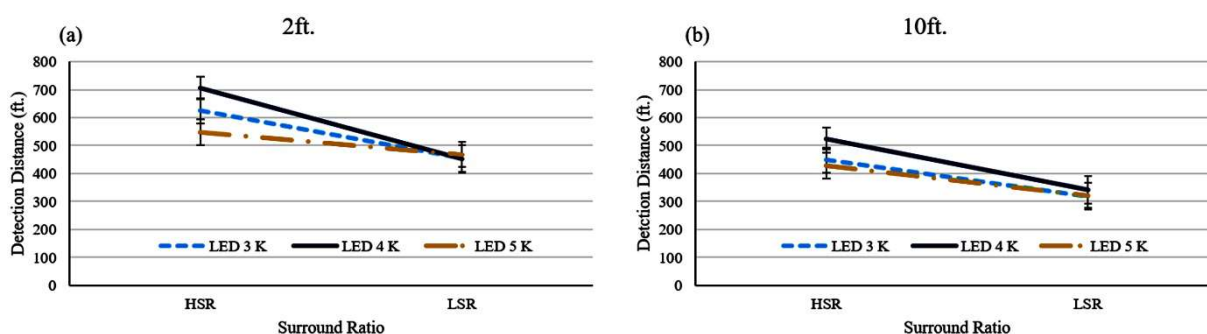 (a)
2ft.
800
700
600
500
400
300
200
100
0
Detection Distance (ft.)
LED 3 K LED 4 K LED 5 K
HSR LSR
Surround Ratio
(b)
10ft.
800
700
600
500
400
300
200
100
0
Detction Distance (ft.)
LED 3 K LED 4 K LED 5 K
HSR LSR
Surround Ratio